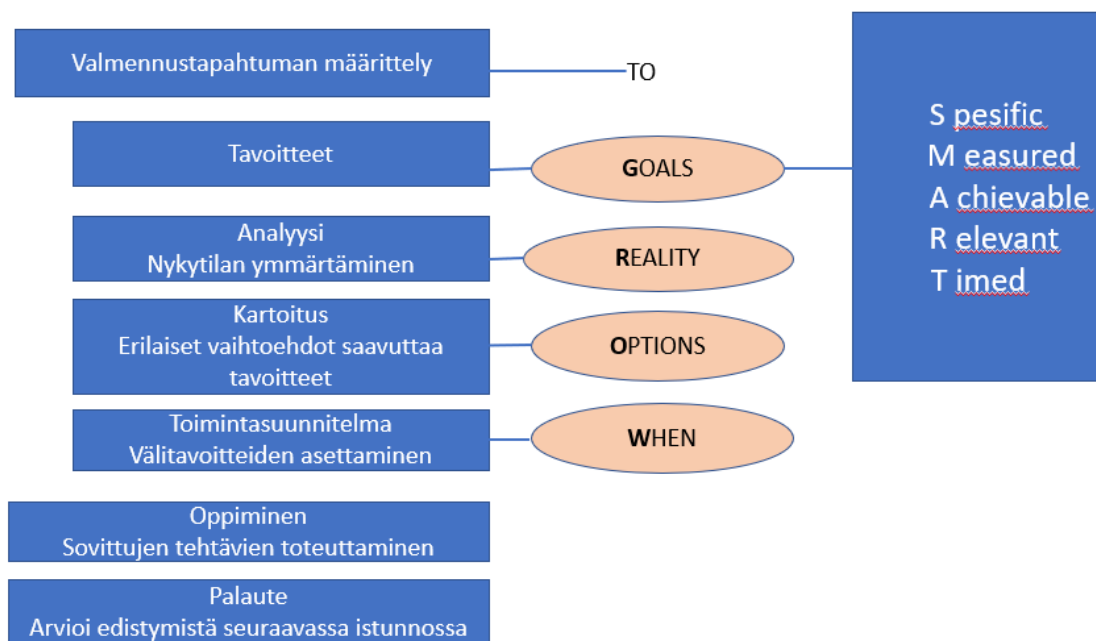 Valmennustapahtuman määrittely
TO
Tavoitteet
GOALS
S pesific
M easured
A chievable
R elevant
T imed
Analyysi
Nykytilan ymmärtäminen
REALITY
Kartoitus
Erilaiset vaihtoehdot saavuttaa
tavoitteet
OPTIONS
Toimintasuunnitelma
Välitavoitteiden asettaminen
WHEN
Oppiminen
Sovittujen tehtävien toteuttaminen
Palaute
Arvioi edistymistä seuraavassa istunnossa